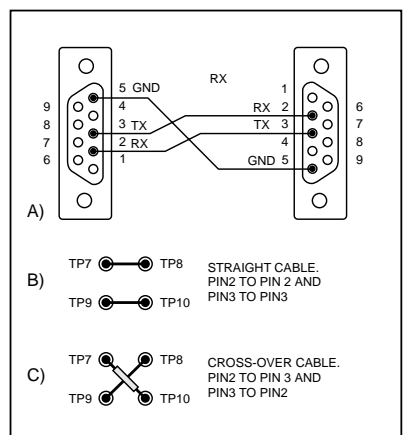 RX
5 GND
9
4
8
3 TX
7
2 RX
6
1
1
RX 2
6
TX 3
7
4
8
GND 5
9
A)
B)
TP7
TP8
TP9
TP10
STRAIGHT CABLE.
PIN2 TO PIN 2 AND
PIN3 TO PIN3
C)
TP7
TP8
TP9
TP10
CROSS-OVER CABLE.
PIN2 TO PIN 3 AND
PIN3 TO PIN2